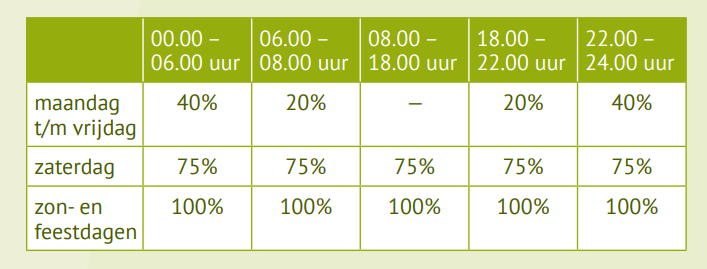 00.00 – 06.00 – 08.00 – 18.00 – 22.00 –
06.00 uur 08.00 uur 18.00 uur 22.00 uur 24.00 uur
maandag 40% 20% — 20% 40%
t/m vrijdag
zaterdag 75% 75% 75% 75% 75%
zon- en 100% 100% 100% 100% 100%
feestdagen